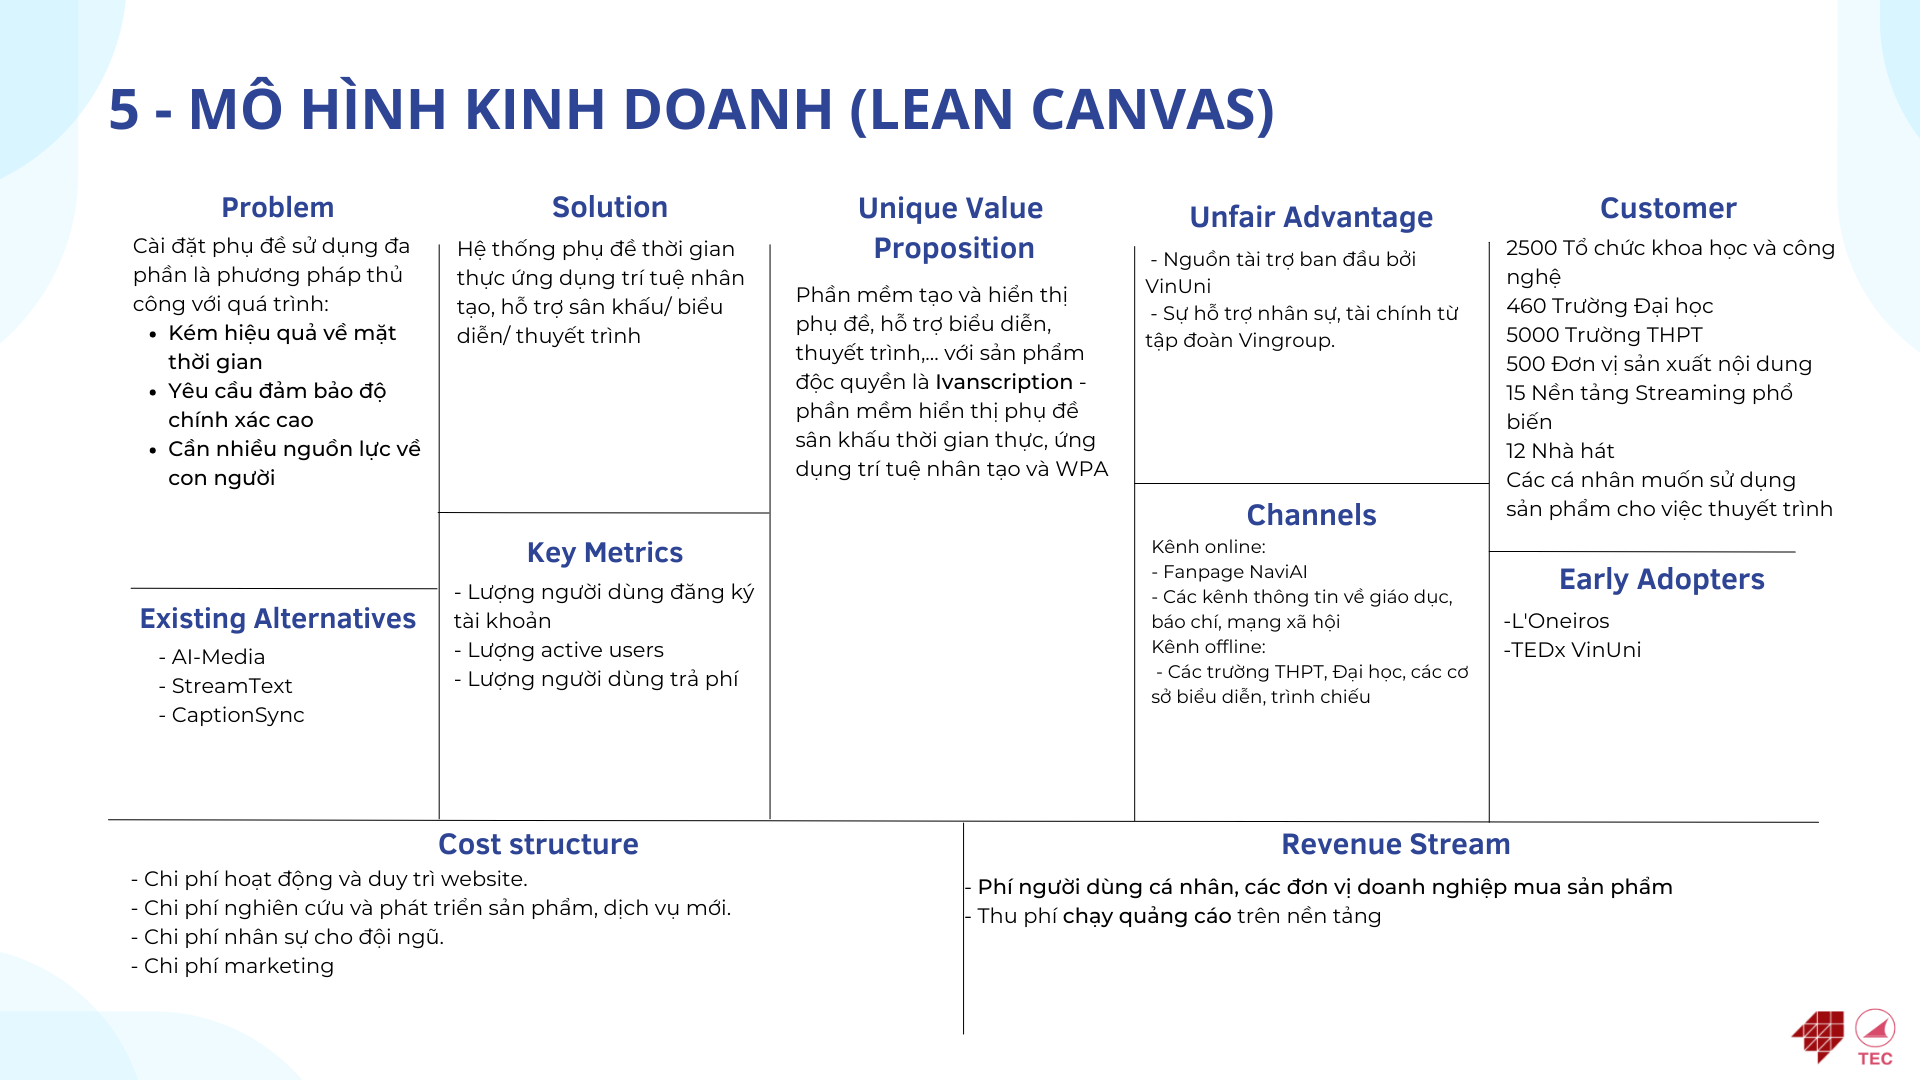 5 - MÔ HÌNH KINH DOANH (LEAN CANVAS)
Problem
Cài đặt phụ đề sử dụng đa
phần là phương pháp thủ
công với quá trình:
• Kém hiệu quả về mặt
thời gian
• Yêu cầu đảm bảo độ
chính xác cao
• Cần nhiều nguồn lực về
con người
Existing Alternatives
- AI-Media
- StreamText
- CaptionSync
Solution
Hệ thống phụ đề thời gian
thực ứng dụng trí tuệ nhân
tạo, hỗ trợ sân khấu/ biểu
diễn/ thuyết trình
Key Metrics
- Lượng người dùng đăng ký
tài khoản
- Lượng active users
- Lượng người dùng trả phí
Unique Value
Proposition
Phần mềm tạo và hiển thị
phụ đề, hỗ trợ biểu diễn,
thuyết trình,... với sản phẩm
độc quyền là Ivanscription -
phần mềm hiển thị phụ đề
sân khấu thời gian thực, ứng
dụng trí tuệ nhân tạo và WPA
Unfair Advantage
- Nguồn tài trợ ban đầu bởi
VinUni
- Sự hỗ trợ nhân sự, tài chính từ
tập đoàn Vingroup.
Channels
Kênh online:
- Fanpage NaviAI
- Các kênh thông tin về giáo dục,
báo chí, mạng xã hội
Kênh offline:
- Các trường THPT, Đại học, các cơ
sở biểu diễn, trình chiếu
Customer
2500 Tổ chức khoa học và công
nghệ
460 Trường Đại học
5000 Trường THPT
500 Đơn vị sản xuất nội dung
15 Nền tảng Streaming phổ
biến
12 Nhà hát
Các cá nhân muốn sử dụng
sản phẩm cho việc thuyết trình
Early Adopters
-L'Oneiros
-TEDx VinUni
Cost structure
- Chi phí hoạt động và duy trì website.
- Chi phí nghiên cứu và phát triển sản phẩm, dịch vụ mới.
- Chi phí nhân sự cho đội ngũ.
- Chi phí marketing
Revenue Stream
- Phí người dùng cá nhân, các đơn vị doanh nghiệp mua sản phẩm
- Thu phí chạy quảng cáo trên nền tảng
TEC